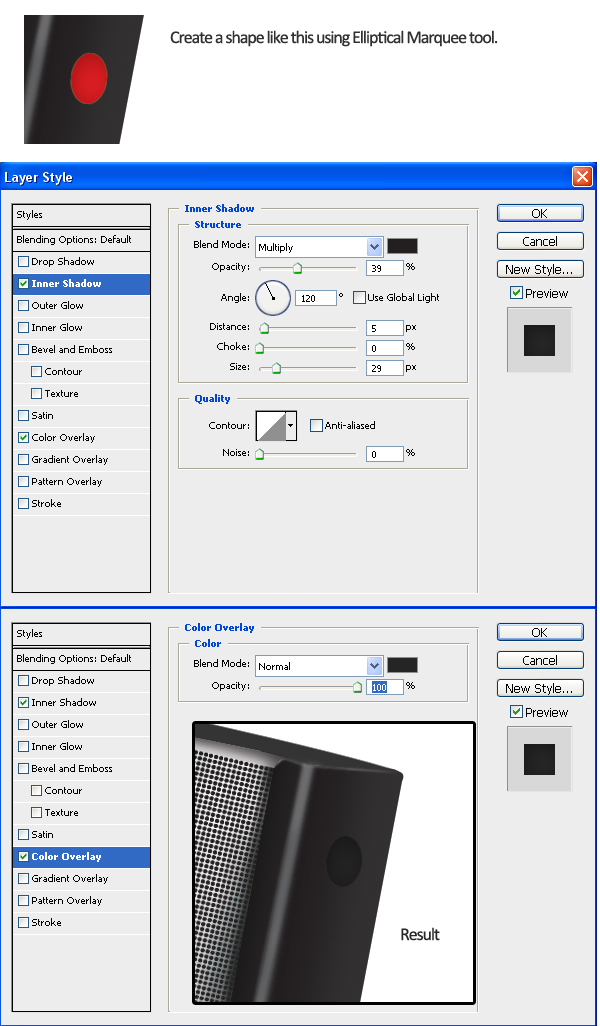 Create a shape like this using Elliptical Marquee tool.
Layer Style
Styles
Blending Options: Default
Drop Shadow
Inner Shadow
Outer Glow
Inner Glow
Bevel and Emboss
Contour
Texture
Satin
Color Overlay
Gradient Overlay
Pattern Overlay
Stroke
Inner Shadow
Structure
Blend Mode: Multiply
Opacity: 39 %
Angle: 120 ° Use Global Light
Distance: 5 px
Choke: 0 %
Size: 29 px
Quality
Contour: Anti-aliased
Noise: 0 %
OK
Cancel
New Style...
Preview
Styles
Blending Options: Default
Drop Shadow
Inner Shadow
Outer Glow
Inner Glow
Bevel and Emboss
Contour
Texture
Satin
Color Overlay
Gradient Overlay
Pattern Overlay
Stroke
Color Overlay
Color
Blend Mode: Normal
Opacity: 100 %
Result
OK
Cancel
New Style...
Preview